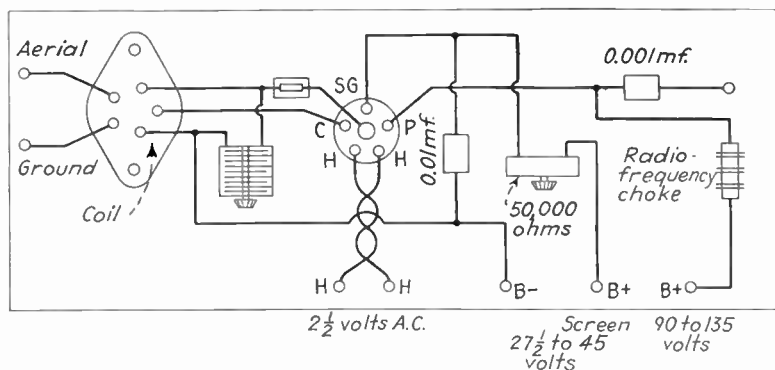 Aerial
Ground
Coil
SG
C
P
H H
0.01mf.
0.001mf.
50,000
ohms
Radio-
frequency
choke
H H
B-
B+
B+
2½ volts A.C.
Screen
27½ to 45
volts
90 to 135
volts